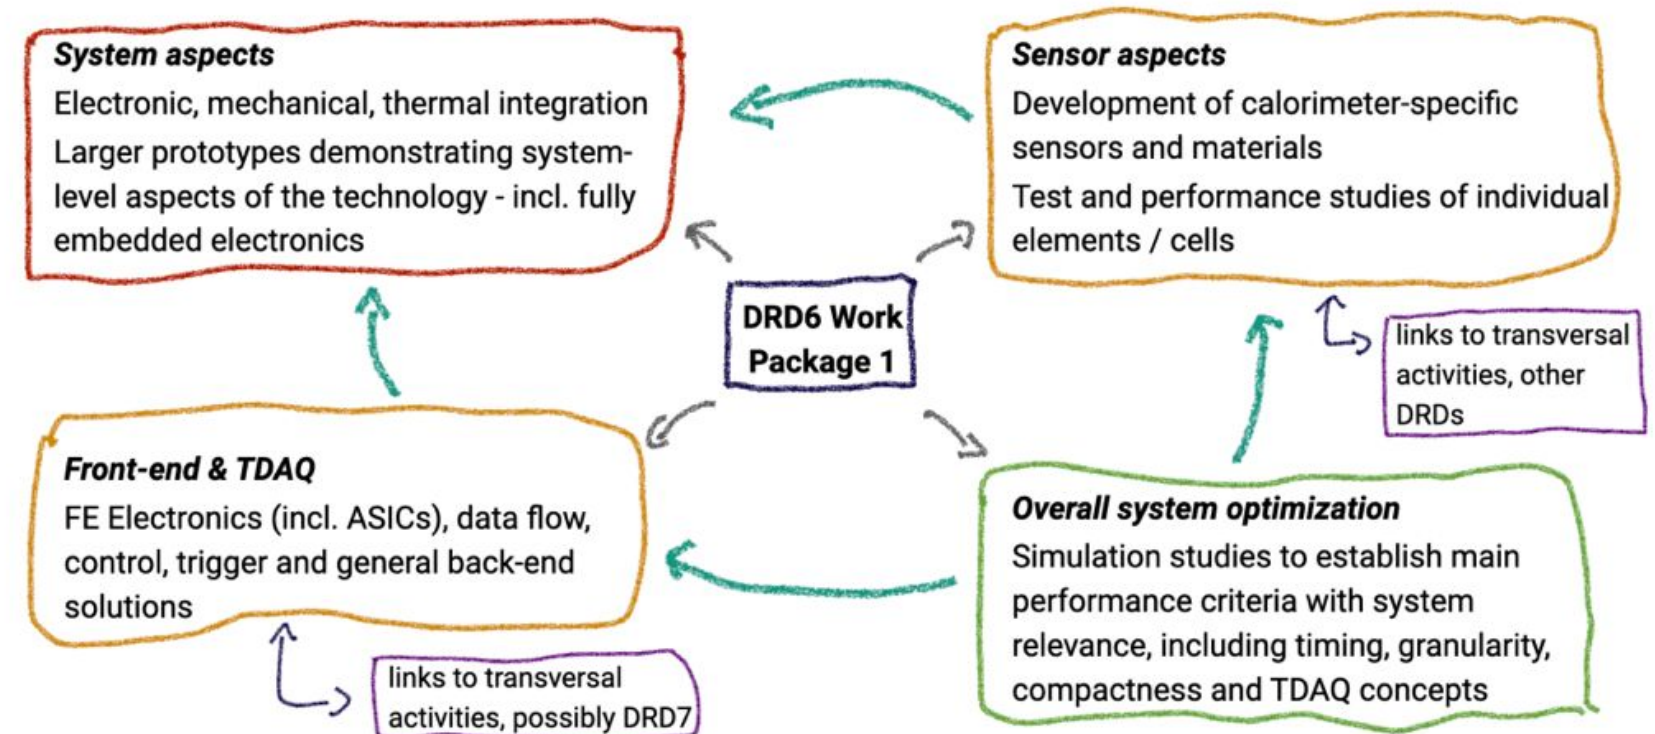 System aspects
Electronic, mechanical, thermal integration
Larger prototypes demonstrating system-
level aspects of the technology - incl. fully
embedded electronics
Sensor aspects
Development of calorimeter-specific
sensors and materials
Test and performance studies of individual
elements / cells
DRD6 Work
Package 1
links to transversal
activities, other
DRDs
Front-end & TDAQ
FE Electronics (incl. ASICs), data flow,
control, trigger and general back-end
solutions
links to transversal
activities, possibly DRD7
Overall system optimization
Simulation studies to establish main
performance criteria with system
relevance, including timing, granularity,
compactness and TDAQ concepts